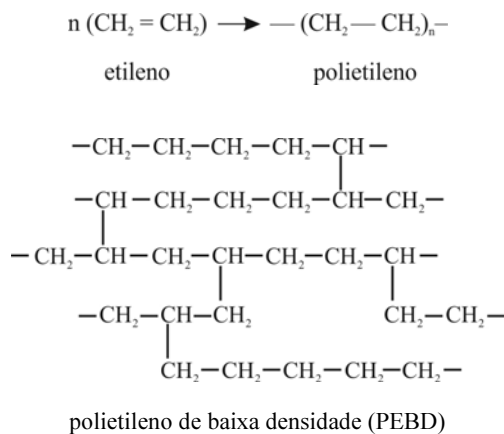 n (CH₂ = CH₂) → — (CH₂— CH₂)ₙ–
etileno polietileno
–CH₂–CH₂–CH₂–CH₂–CH–
–CH–CH₂–CH₂–CH₂–CH–CH₂–
–CH₂–CH–CH₂–CH–CH₂–CH₂–CH–
–CH₂–CH–CH₂ CH₂–CH₂–
CH₂–CH₂–CH₂–CH₂–CH₂–
polietileno de baixa densidade (PEBD)